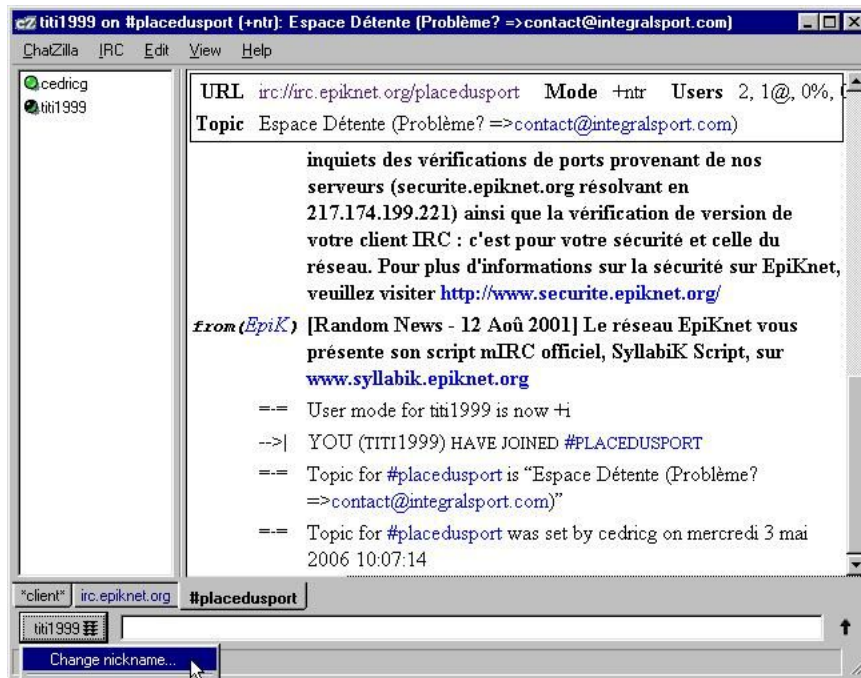 titi1999 on #placedusport (+ntr): Espace Détente (Problème? =>contact@integralsport.com)
ChatZilla IRC Edit View Help
cedricg
titi1999
URL irc://irc.epiknet.org/placedusport Mode +ntr Users 2, 1@, 0%,
Topic Espace Détente (Problème? =>contact@integralsport.com)
inquiets des vérifications de ports provenant de nos
serveurs (securite.epiknet.org résolvant en
217.174.199.221) ainsi que la vérification de version de
votre client IRC : c'est pour votre sécurité et celle du
réseau. Pour plus d'informations sur la sécurité sur EpiKnet,
veuillez visiter http://www.securite.epiknet.org/
from(EpiK) [Random News - 12 Aoû 2001] Le réseau EpiKnet vous
présente son script mIRC officiel, SyllabiK Script, sur
www.syllabik.epiknet.org
=-= User mode for titi1999 is now +i
-->| YOU (TITI1999) HAVE JOINED #PLACEDUSPORT
=-= Topic for #placedusport is “Espace Détente (Problème?
=>contact@integralsport.com)”
=-= Topic for #placedusport was set by cedricg on mercredi 3 mai
2006 10:07:14
*client* irc.epiknet.org #placedusport
titi1999
Change nickname...